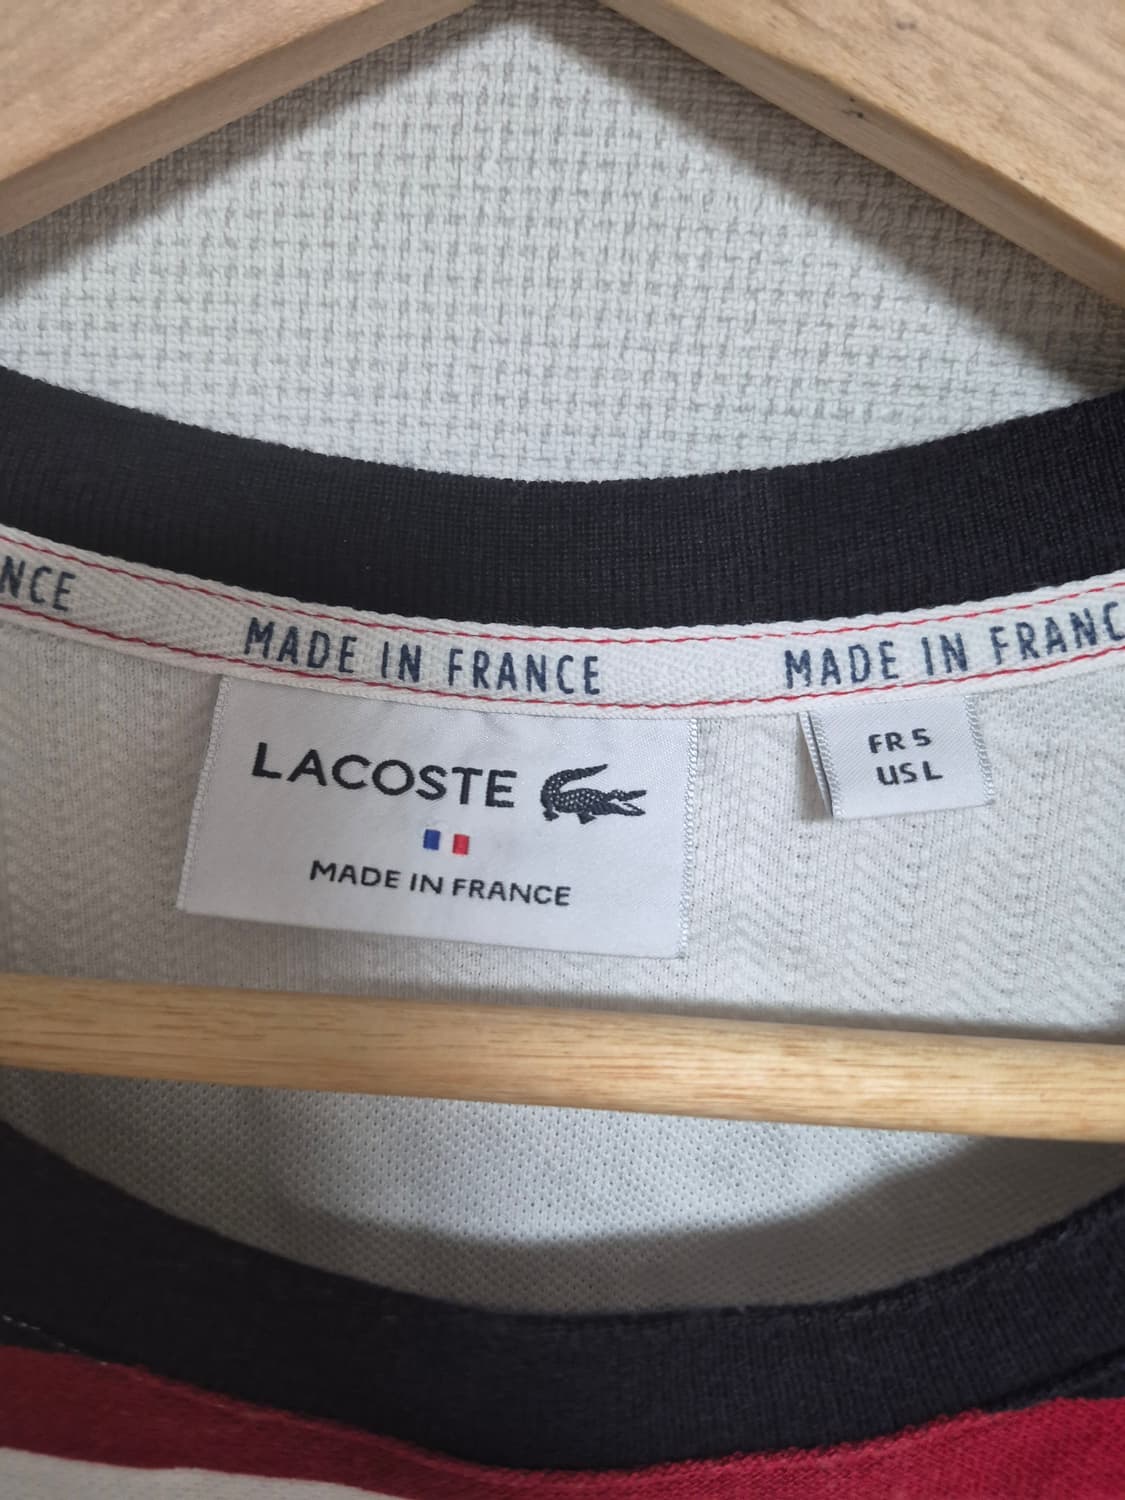 NCE MADE IN FRANCE MADE IN FRANC
LACOSTE
MADE IN FRANCE
FR 5
US L